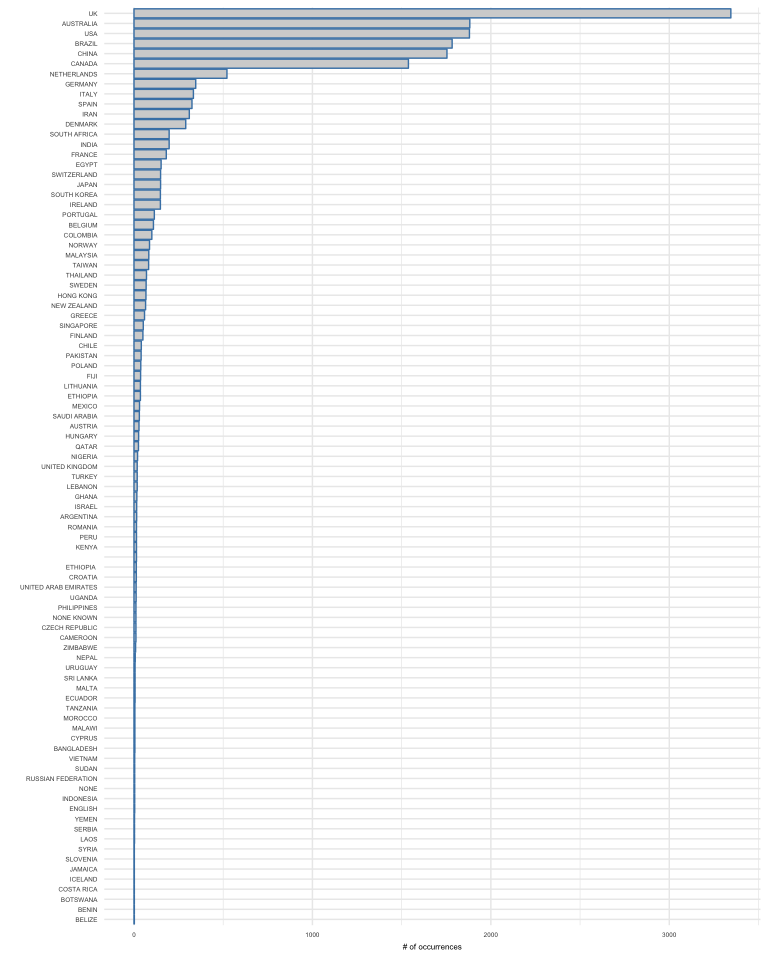 UK
AUSTRALIA
USA
BRAZIL
CHINA
CANADA
NETHERLANDS
GERMANY
ITALY
SPAIN
IRAN
DENMARK
SOUTH AFRICA
INDIA
FRANCE
EGYPT
SWITZERLAND
JAPAN
SOUTH KOREA
IRELAND
PORTUGAL
BELGIUM
COLOMBIA
NORWAY
MALAYSIA
TAIWAN
THAILAND
SWEDEN
HONG KONG
NEW ZEALAND
GREECE
SINGAPORE
FINLAND
CHILE
PAKISTAN
POLAND
FIJI
LITHUANIA
ETHIOPIA
MEXICO
SAUDI ARABIA
AUSTRIA
HUNGARY
QATAR
NIGERIA
UNITED KINGDOM
TURKEY
LEBANON
GHANA
ISRAEL
ARGENTINA
ROMANIA
PERU
KENYA
ETHIOPIA
CROATIA
UNITED ARAB EMIRATES
UGANDA
PHILIPPINES
NONE KNOWN
CZECH REPUBLIC
CAMEROON
ZIMBABWE
NEPAL
URUGUAY
SRI LANKA
MALTA
ECUADOR
TANZANIA
MOROCCO
MALAWI
CYPRUS
BANGLADESH
VIETNAM
SUDAN
RUSSIAN FEDERATION
NONE
INDONESIA
ENGLISH
YEMEN
SERBIA
LAOS
SYRIA
SLOVENIA
JAMAICA
ICELAND
COSTA RICA
BOTSWANA
BENIN
BELIZE
0 1000 2000 3000
# of occurrences